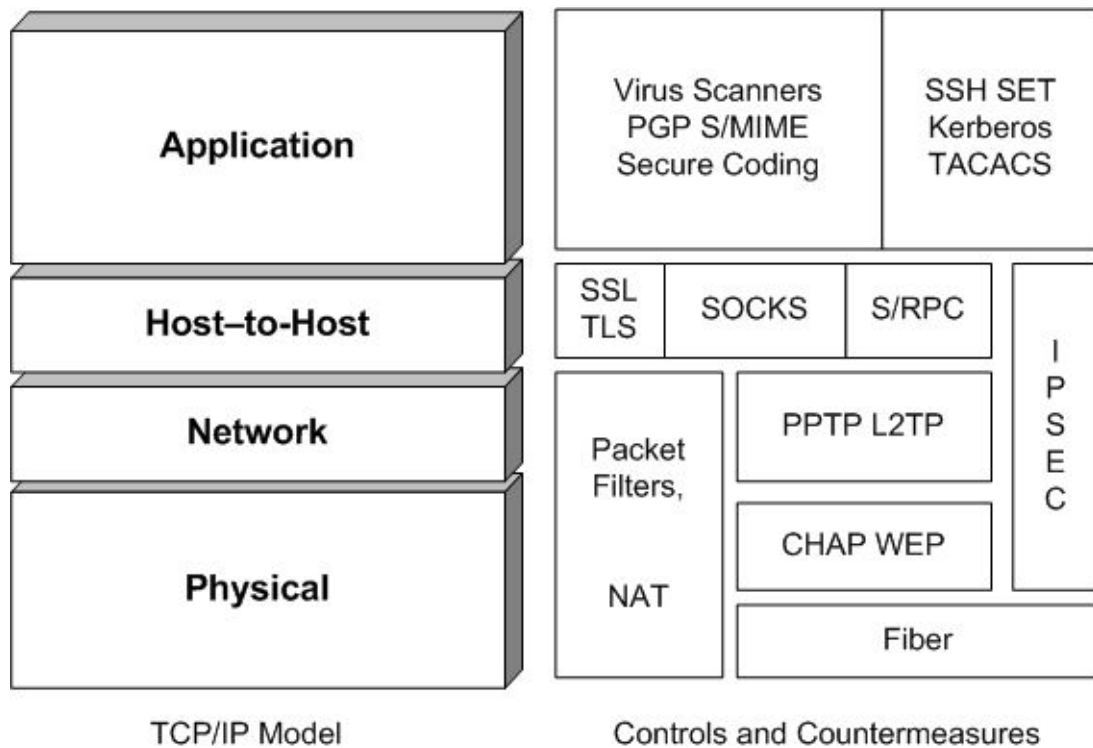 Application
Host–to-Host
Network
Physical
TCP/IP Model
Virus Scanners
PGP S/MIME
Secure Coding
SSH SET
Kerberos
TACACS
SSL
TLS
SOCKS
S/RPC
I
P
S
E
C
Packet
Filters,
NAT
PPTP L2TP
CHAP WEP
Fiber
Controls and Countermeasures